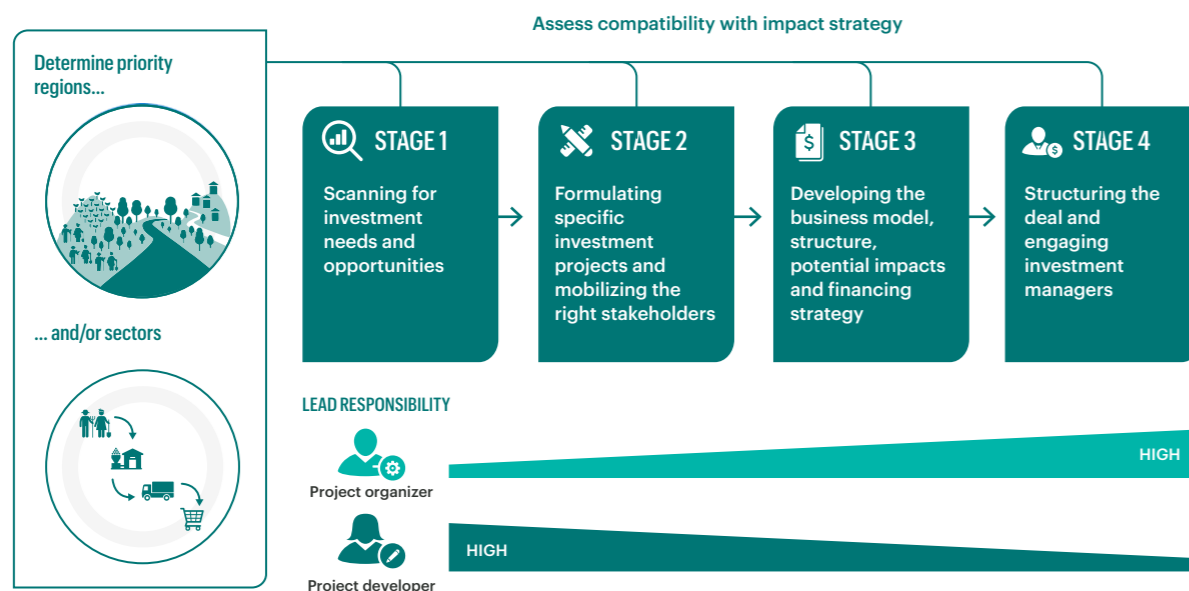 Assess compatibility with impact strategy
Determine priority
regions...
... and/or sectors
STAGE 1
Scanning for
investment
needs and
opportunities
STAGE 2
Formulating
specific
investment
projects and
mobilizing the
right stakeholders
$
STAGE 3
Developing the
business model,
structure,
potential impacts
and financing
strategy
$
STAGE 4
Structuring the
deal and
engaging
investment
managers
LEAD RESPONSIBILITY
Project organizer
HIGH
Project developer
HIGH